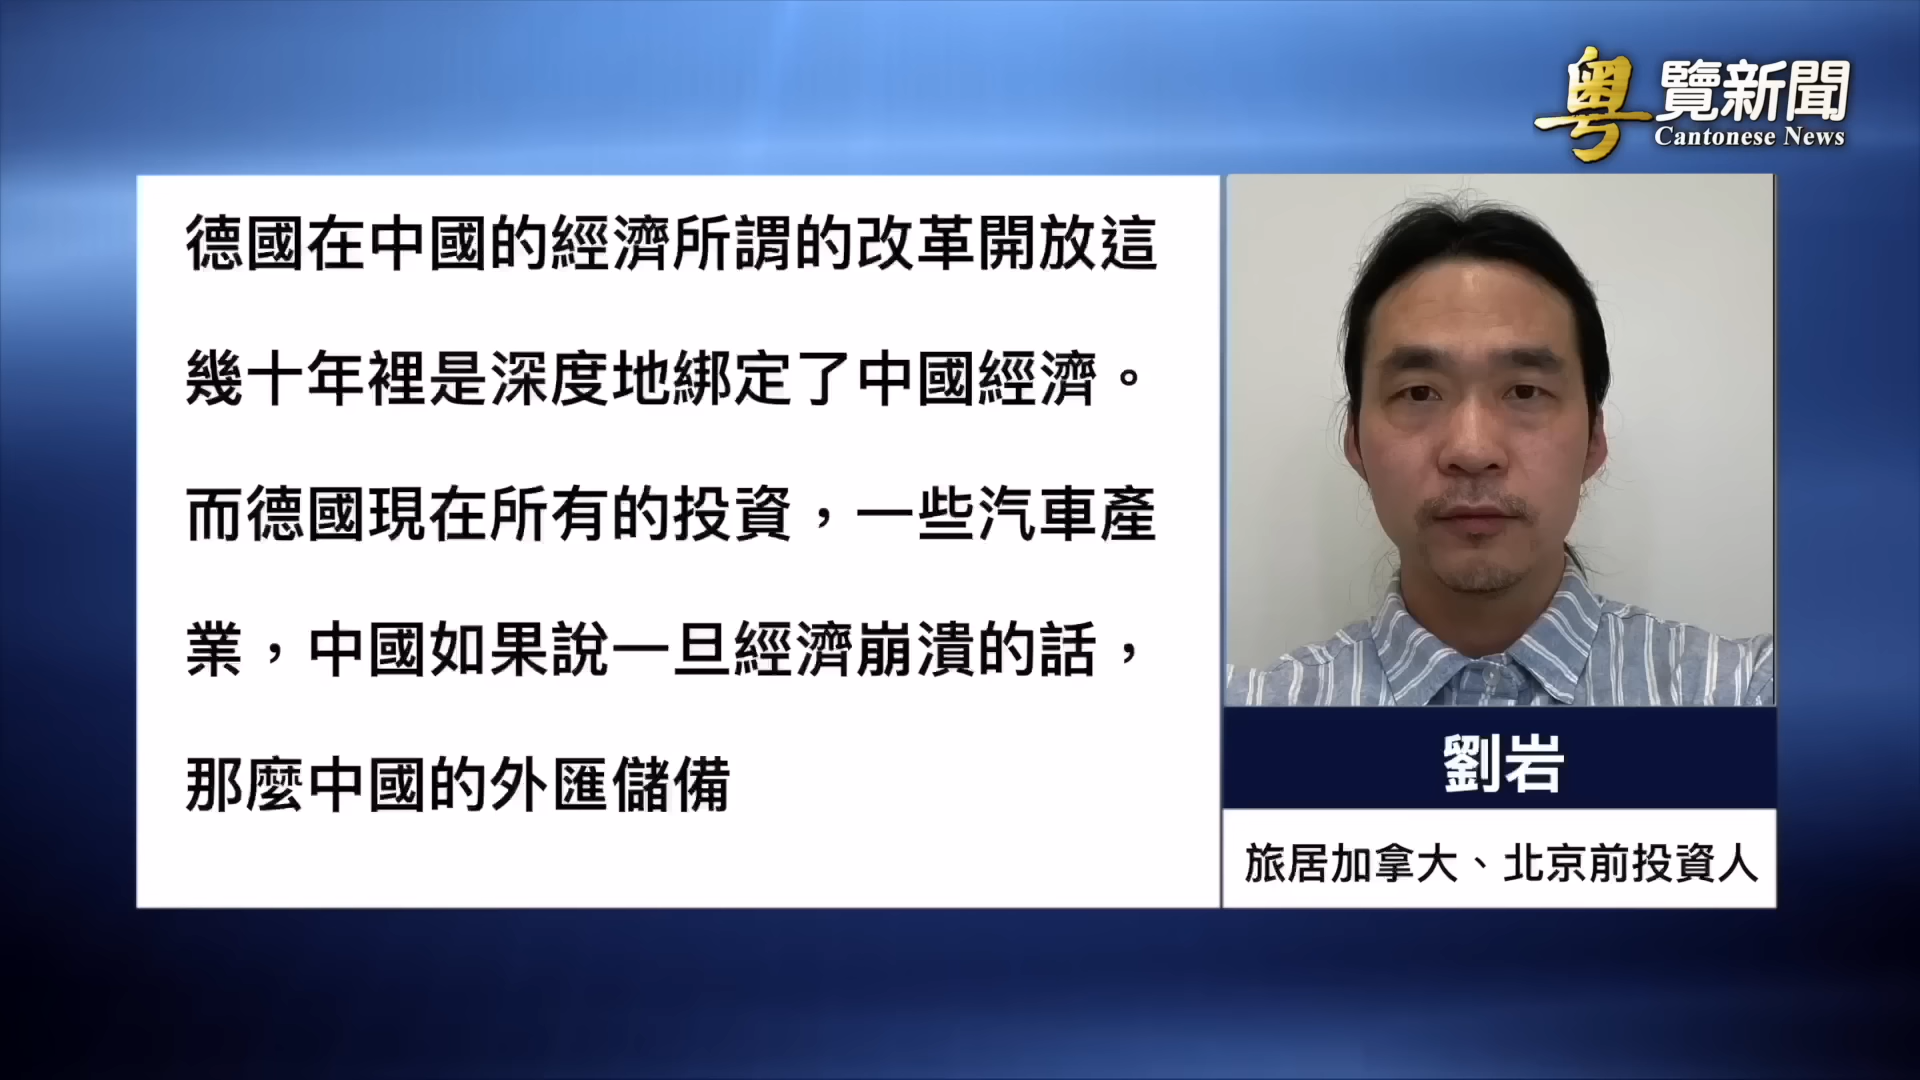 粵覽新聞
Cantonese News
德國在中國的經濟所謂的改革開放這
幾十年裡是深度地綁定了中國經濟。
而德國現在所有的投資，一些汽車產
業，中國如果說一旦經濟崩潰的話，
那麼中國的外匯儲備
劉岩
旅居加拿大、北京前投資人